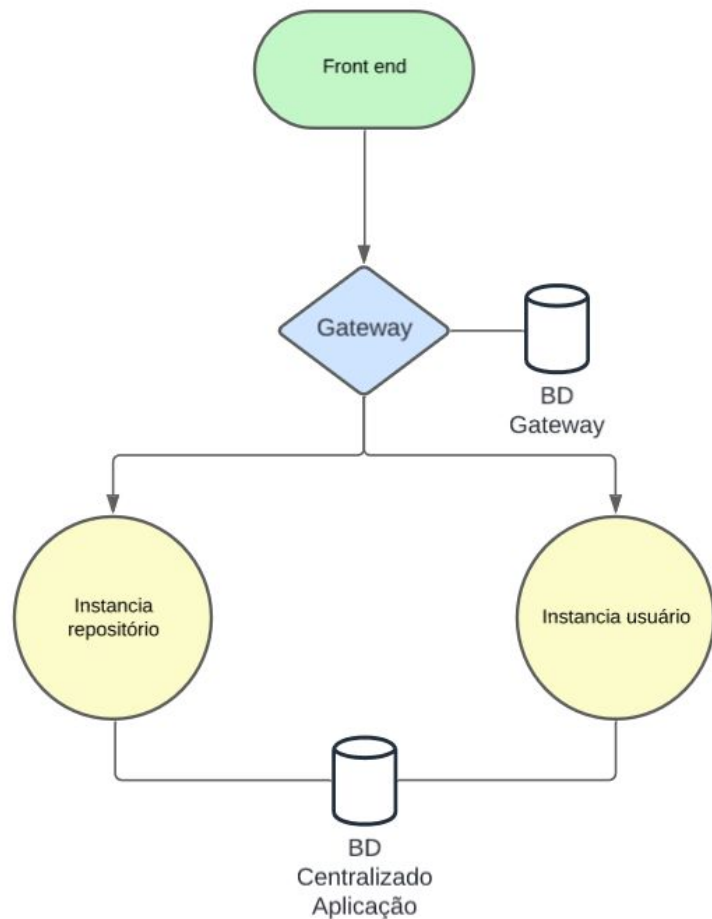 Front end
Gateway
BD
Gateway
Instancia
repositório
Instancia usuário
BD
Centralizado
Aplicação